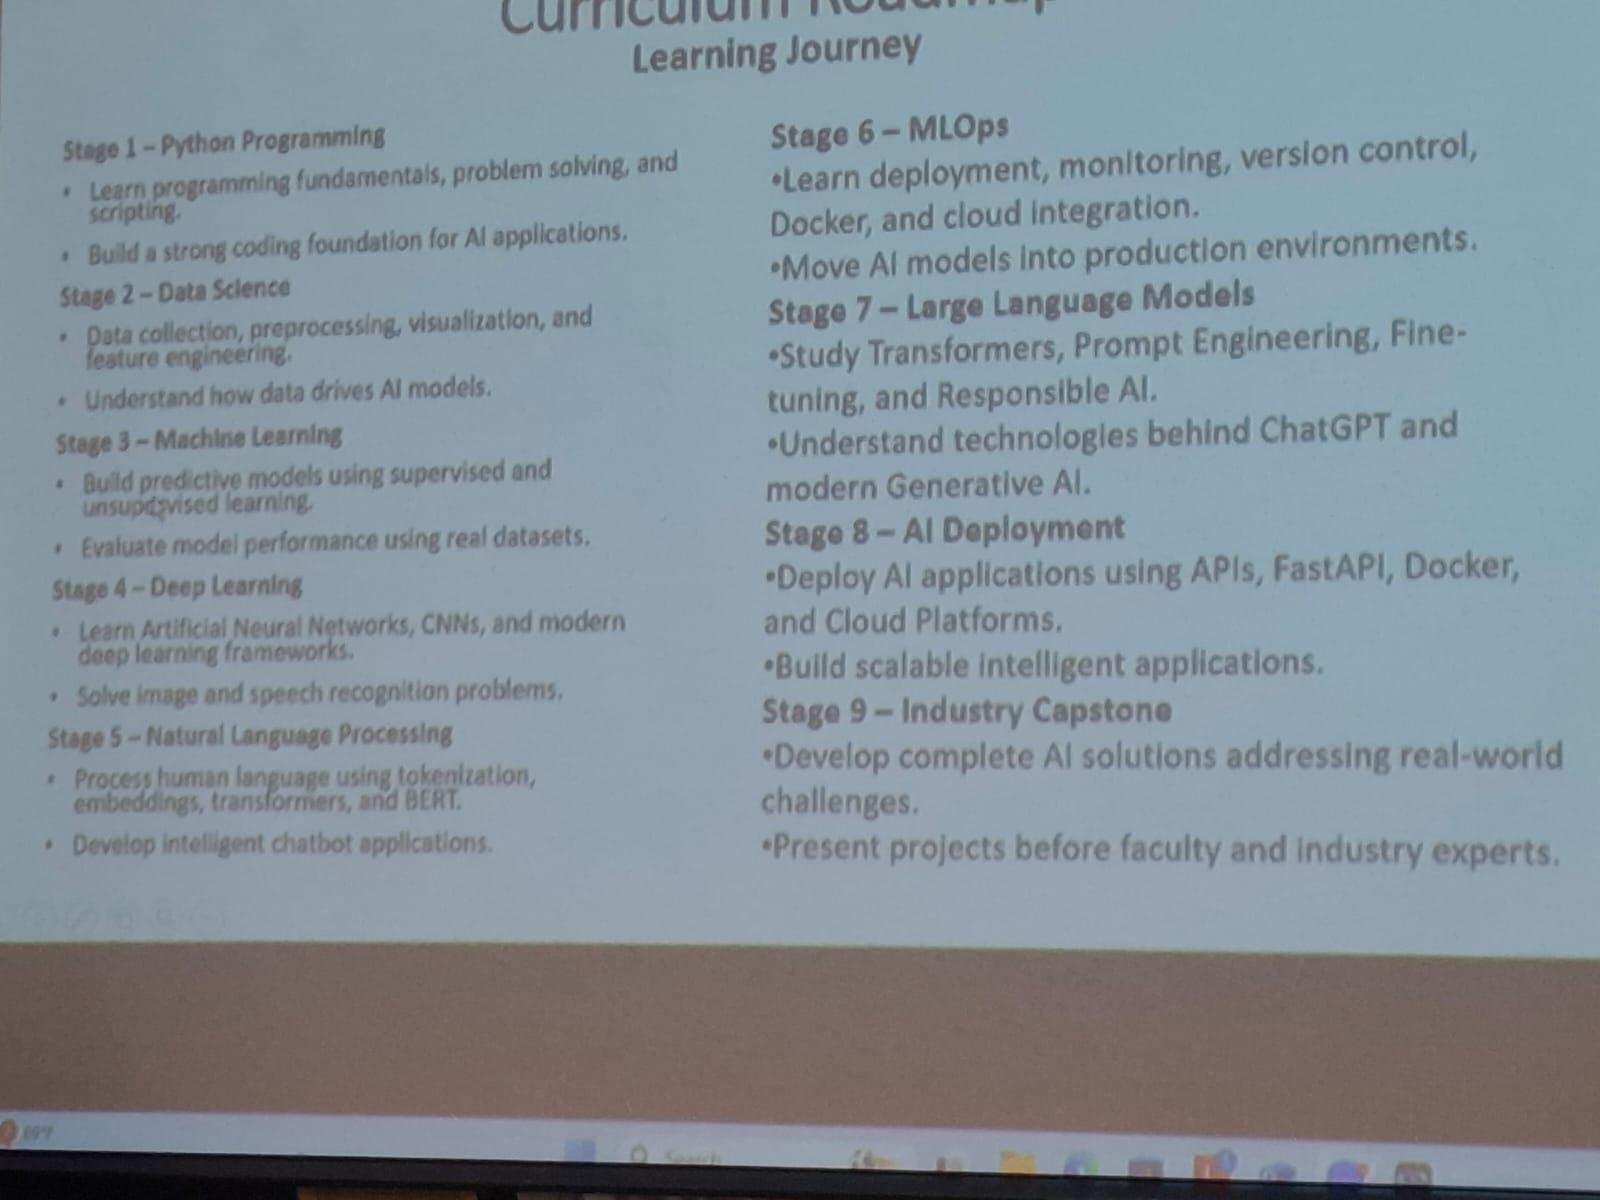 Curriculum Roadmap
Learning Journey
Stage 1 – Python Programming
• Learn programming fundamentals, problem solving, and
scripting.
• Build a strong coding foundation for AI applications.
Stage 2 – Data Science
• Data collection, preprocessing, visualization, and
feature engineering.
• Understand how data drives AI models.
Stage 3 – Machine Learning
• Build predictive models using supervised and
unsupervised learning.
• Evaluate model performance using real datasets.
Stage 4 – Deep Learning
• Learn Artificial Neural Networks, CNNs, and modern
deep learning frameworks.
• Solve image and speech recognition problems.
Stage 5 – Natural Language Processing
• Process human language using tokenization,
embeddings, transformers, and BERT.
• Develop intelligent chatbot applications.
Stage 6 – MLOps
•Learn deployment, monitoring, version control,
Docker, and cloud integration.
•Move AI models into production environments.
Stage 7 – Large Language Models
•Study Transformers, Prompt Engineering, Fine-
tuning, and Responsible AI.
•Understand technologies behind ChatGPT and
modern Generative AI.
Stage 8 – AI Deployment
•Deploy AI applications using APIs, FastAPI, Docker,
and Cloud Platforms.
•Build scalable intelligent applications.
Stage 9 – Industry Capstone
•Develop complete AI solutions addressing real-world
challenges.
•Present projects before faculty and industry experts.
Search